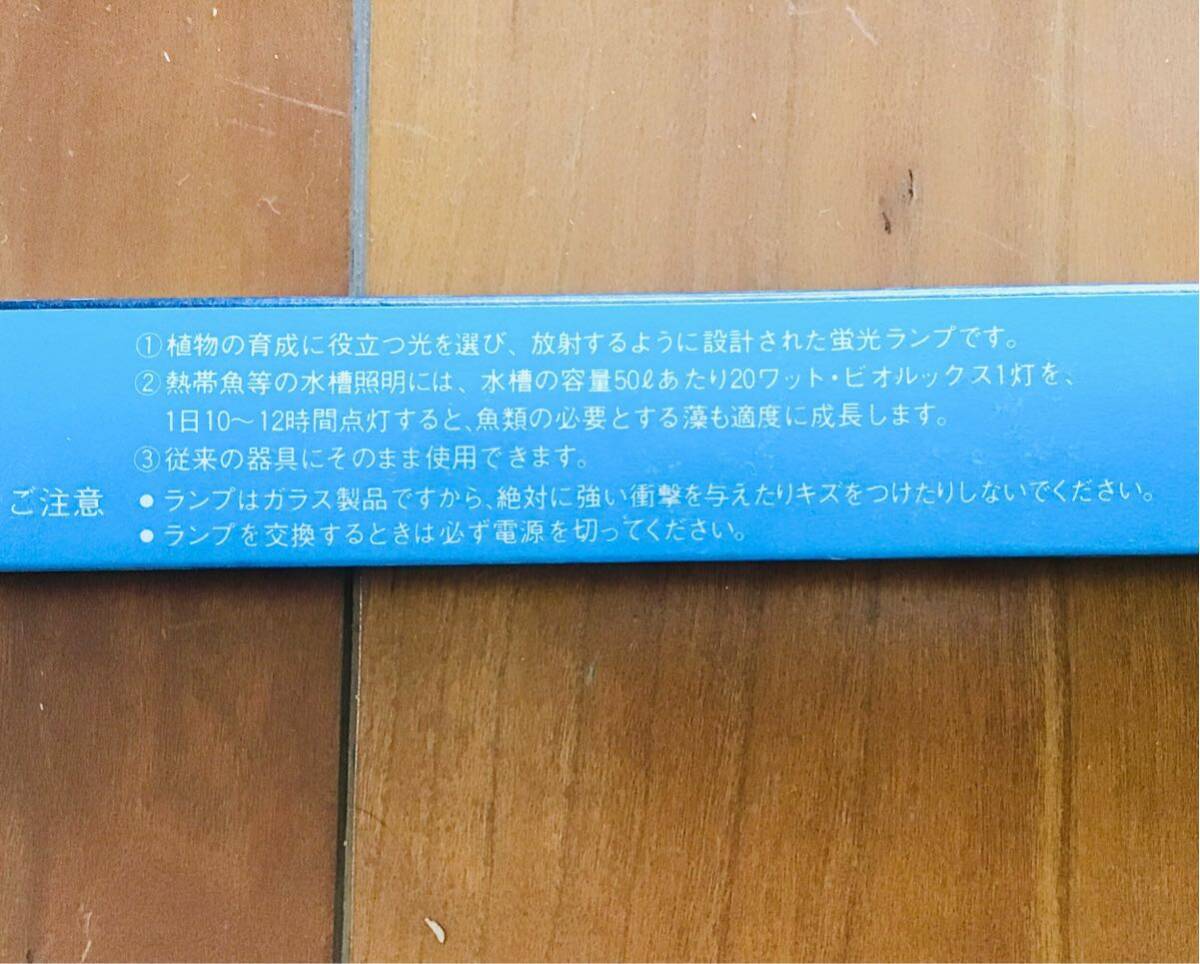 ①植物の育成に役立つ光を選び、放射するように設計された蛍光ランプです。
②熱帯魚等の水槽照明には、水槽の容量50ℓあたり20ワット・ビオルックス1灯を、
1日10〜12時間点灯すると、魚類の必要とする藻も適度に成長します。
③従来の器具にそのまま使用できます。
ご注意 ●ランプはガラス製品ですから、絶対に強い衝撃を与えたりキズをつけたりしないでください。
●ランプを交換するときは必ず電源を切ってください。